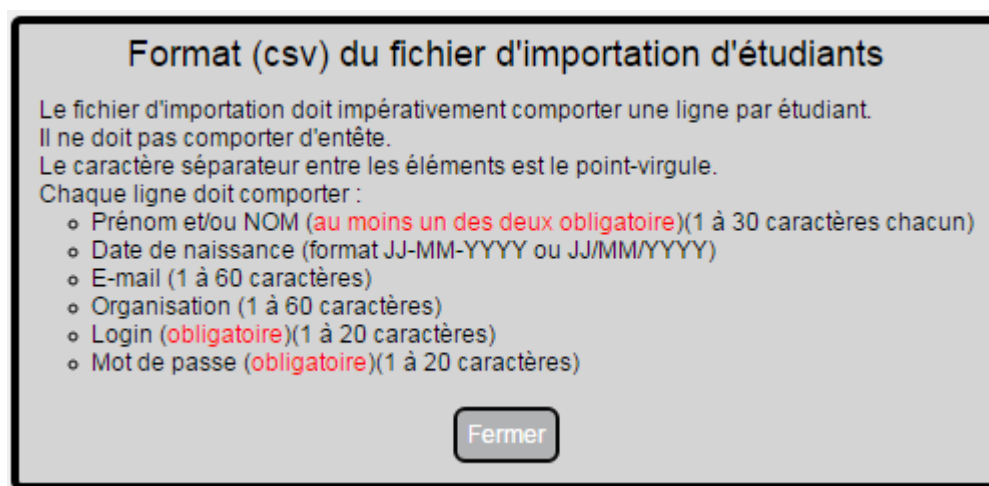 Format (csv) du fichier d'importation d'étudiants
Le fichier d'importation doit impérativement comporter une ligne par étudiant.
Il ne doit pas comporter d'entête.
Le caractère séparateur entre les éléments est le point-virgule.
Chaque ligne doit comporter :
Prénom et/ou NOM (au moins un des deux obligatoire)(1 à 30 caractères chacun)
Date de naissance (format JJ-MM-YYYY ou JJ/MM/YYYY)
E-mail (1 à 60 caractères)
Organisation (1 à 60 caractères)
Login (obligatoire)(1 à 20 caractères)
Mot de passe (obligatoire)(1 à 20 caractères)
Fermer